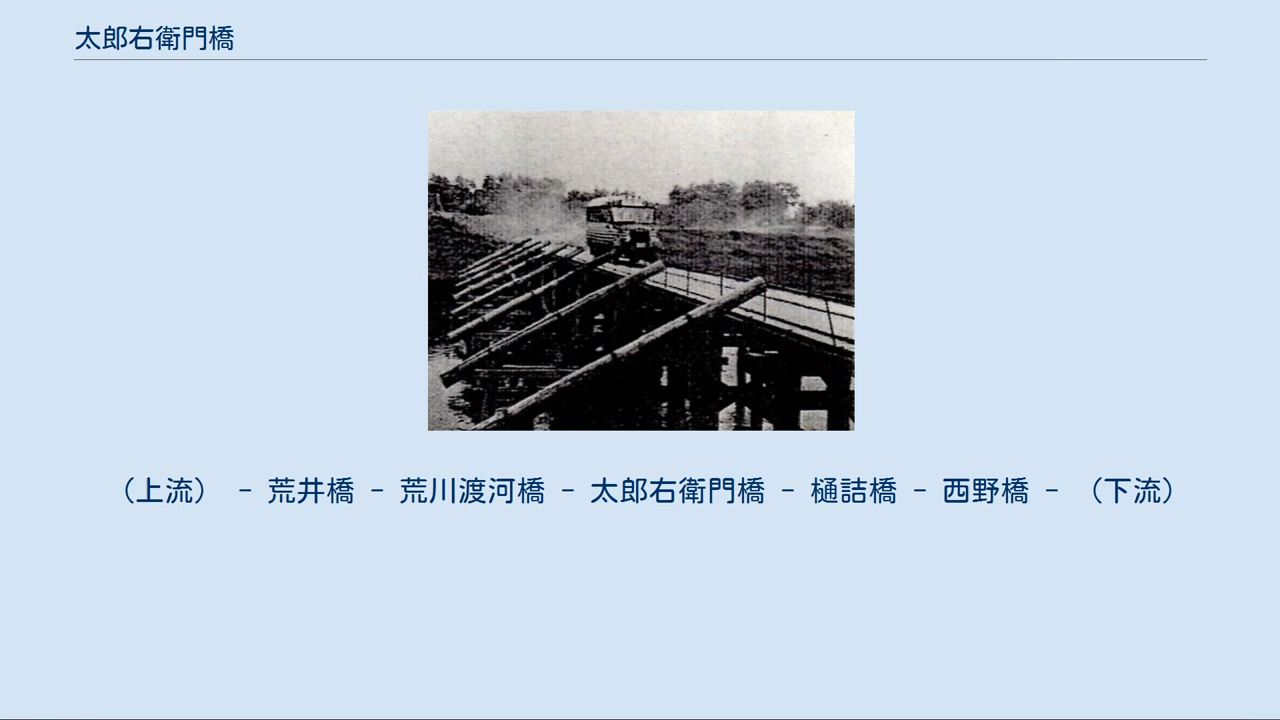 太郎右衛門橋
（上流） － 荒井橋 － 荒川渡河橋 － 太郎右衛門橋 － 樋詰橋 － 西野橋 － （下流）